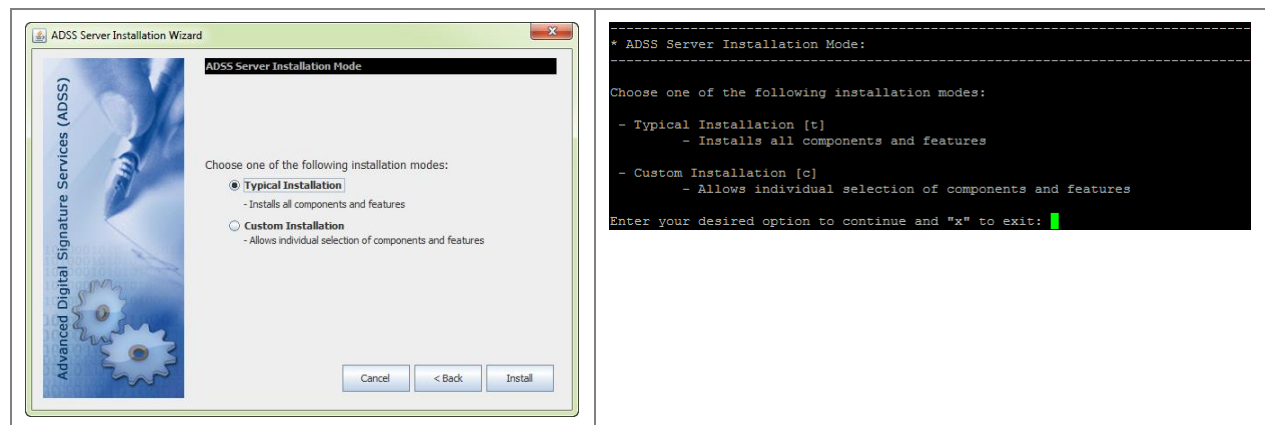 ADSS Server Installation Wizard
ADSS Server Installation Mode
Advanced Digital Signature Services (ADSS)
Choose one of the following installation modes:
Typical Installation
- Installs all components and features
Custom Installation
- Allows individual selection of components and features
Cancel
< Back
Install
--------------------------------------------------------------------------------
* ADSS Server Installation Mode:
--------------------------------------------------------------------------------
Choose one of the following installation modes:
- Typical Installation [t]
- Installs all components and features
- Custom Installation [c]
- Allows individual selection of components and features
Enter your desired option to continue and "x" to exit: